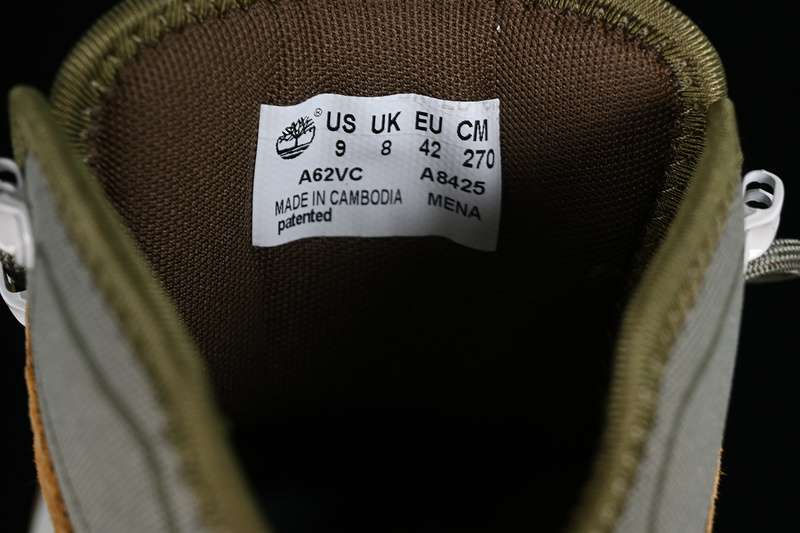 ® US UK EU CM
9 8 42 270
A62VC A8425
MADE IN CAMBODIA MENA
patented